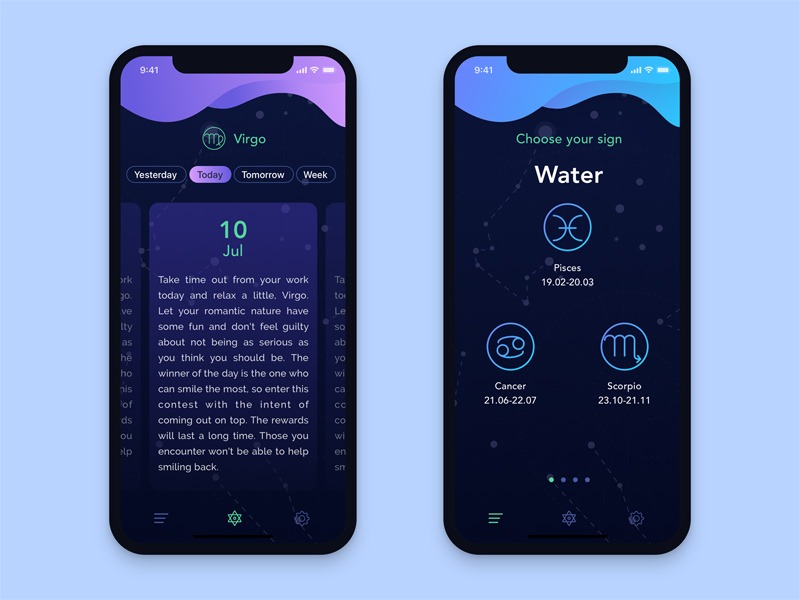 9:41
Virgo
Yesterday Today Tomorrow Week
10
Jul
Take time out from your work
today and relax a little, Virgo.
Let your romantic nature have
some fun and don't feel guilty
about not being as serious as
you think you should be. The
winner of the day is the one who
can smile the most, so enter this
contest with the intent of
coming out on top. The rewards
will last a long time. Those you
encounter won't be able to help
smiling back.
9:41
Choose your sign
Water
Pisces
19.02-20.03
Cancer
21.06-22.07
Scorpio
23.10-21.11